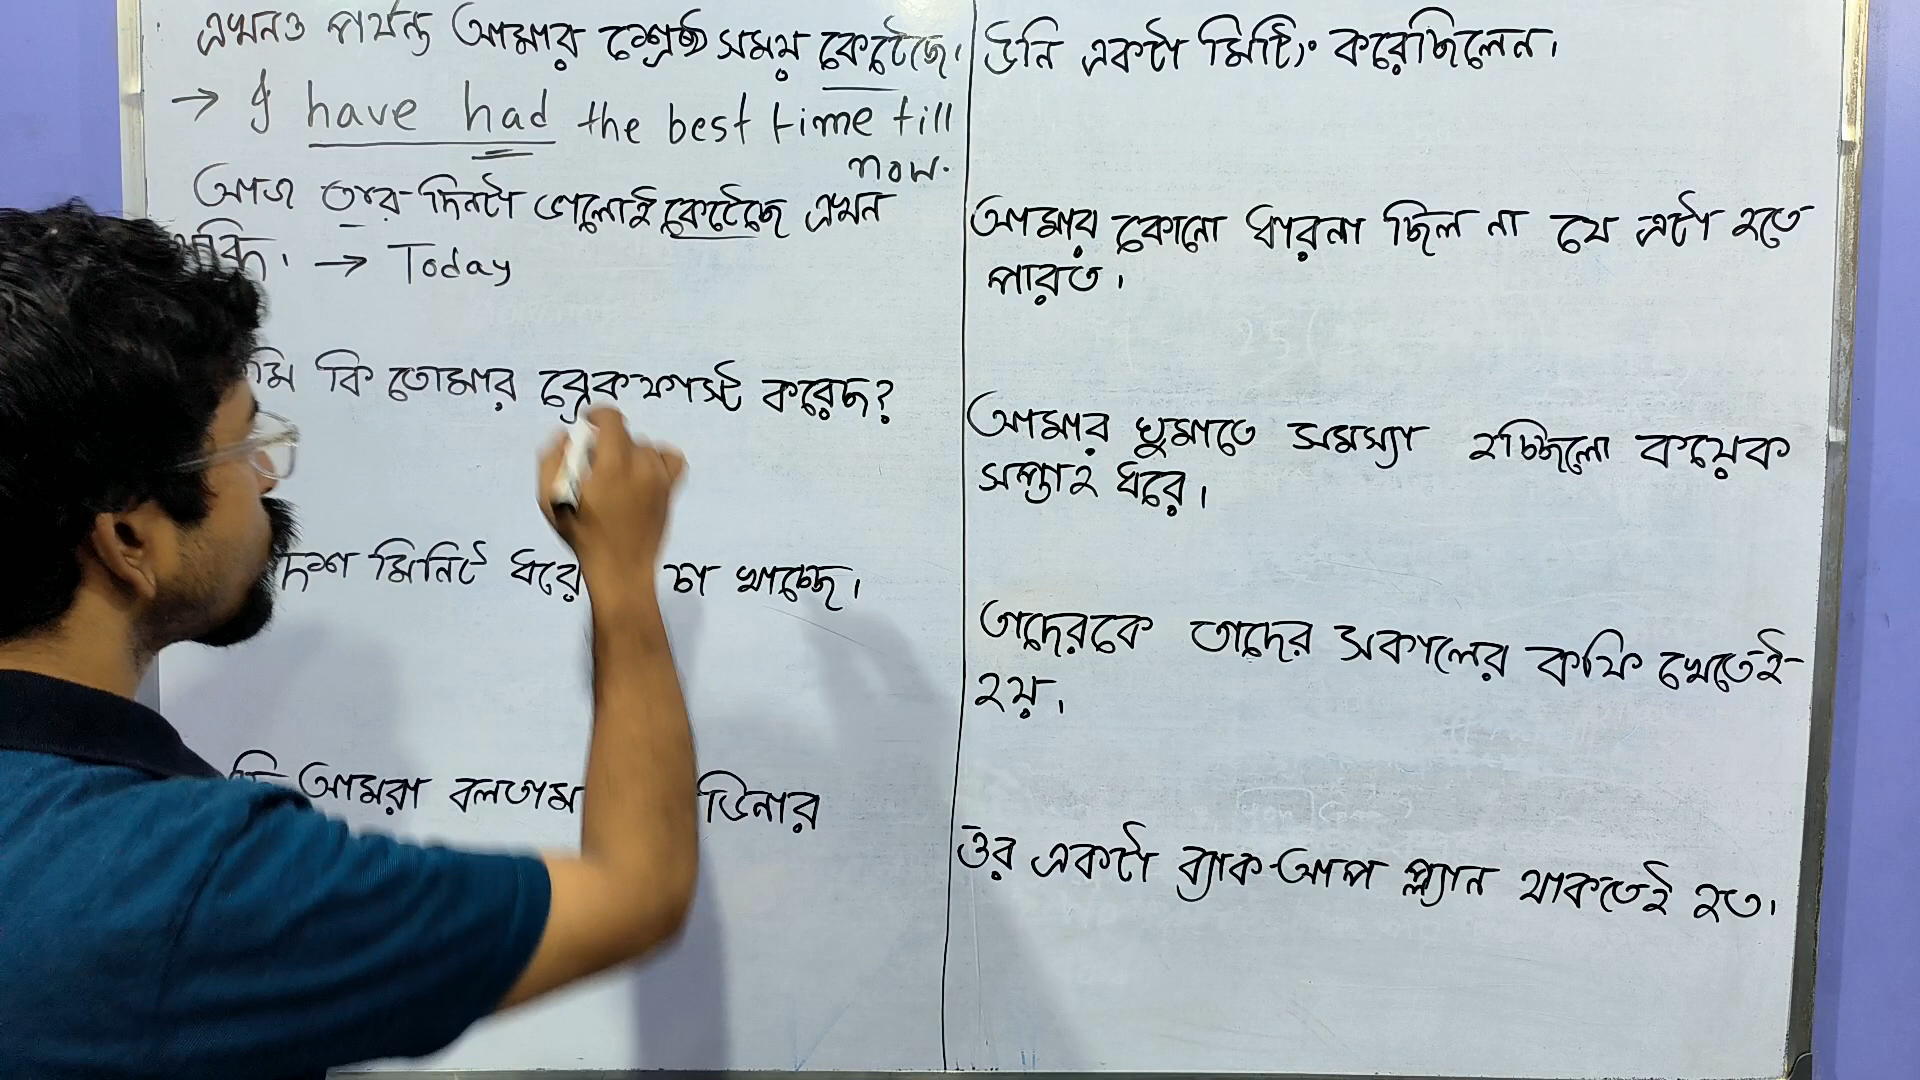 এখনও পর্যন্ত আমার শ্রেষ্ঠ সময় কেটেছে।
→ I have had the best time till
now.
আজ ওর দিনটা ভালোই কেটেছে এখন
→ Today
কি তোমার ব্রেকফাস্ট করেছ?
দশ মিনিট ধরে চা খাচ্ছে।
আমরা বলতাম ডিনার
উনি একটা মিটিং করেছিলেন।
আমার কোনো ধারনা ছিল না যে এটা হতে
পারত।
আমার ঘুমাতে সমস্যা হচ্ছিলো কয়েক
সপ্তাহ ধরে।
তাদেরকে তাদের সকালের কফি খেতেই
হয়।
ওর একটা ব্যাক আপ প্ল্যান থাকতেই হত।